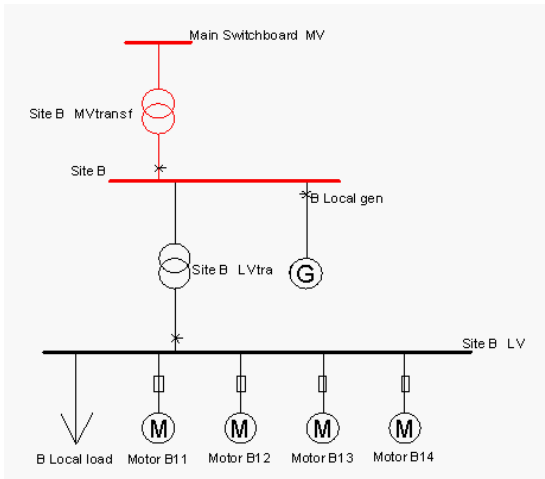 Main Switchboard MV
Site B MVtransf
Site B
B Local gen
Site B LVtra
G
Site B LV
M M M M
B Local load Motor B11 Motor B12 Motor B13 Motor B14